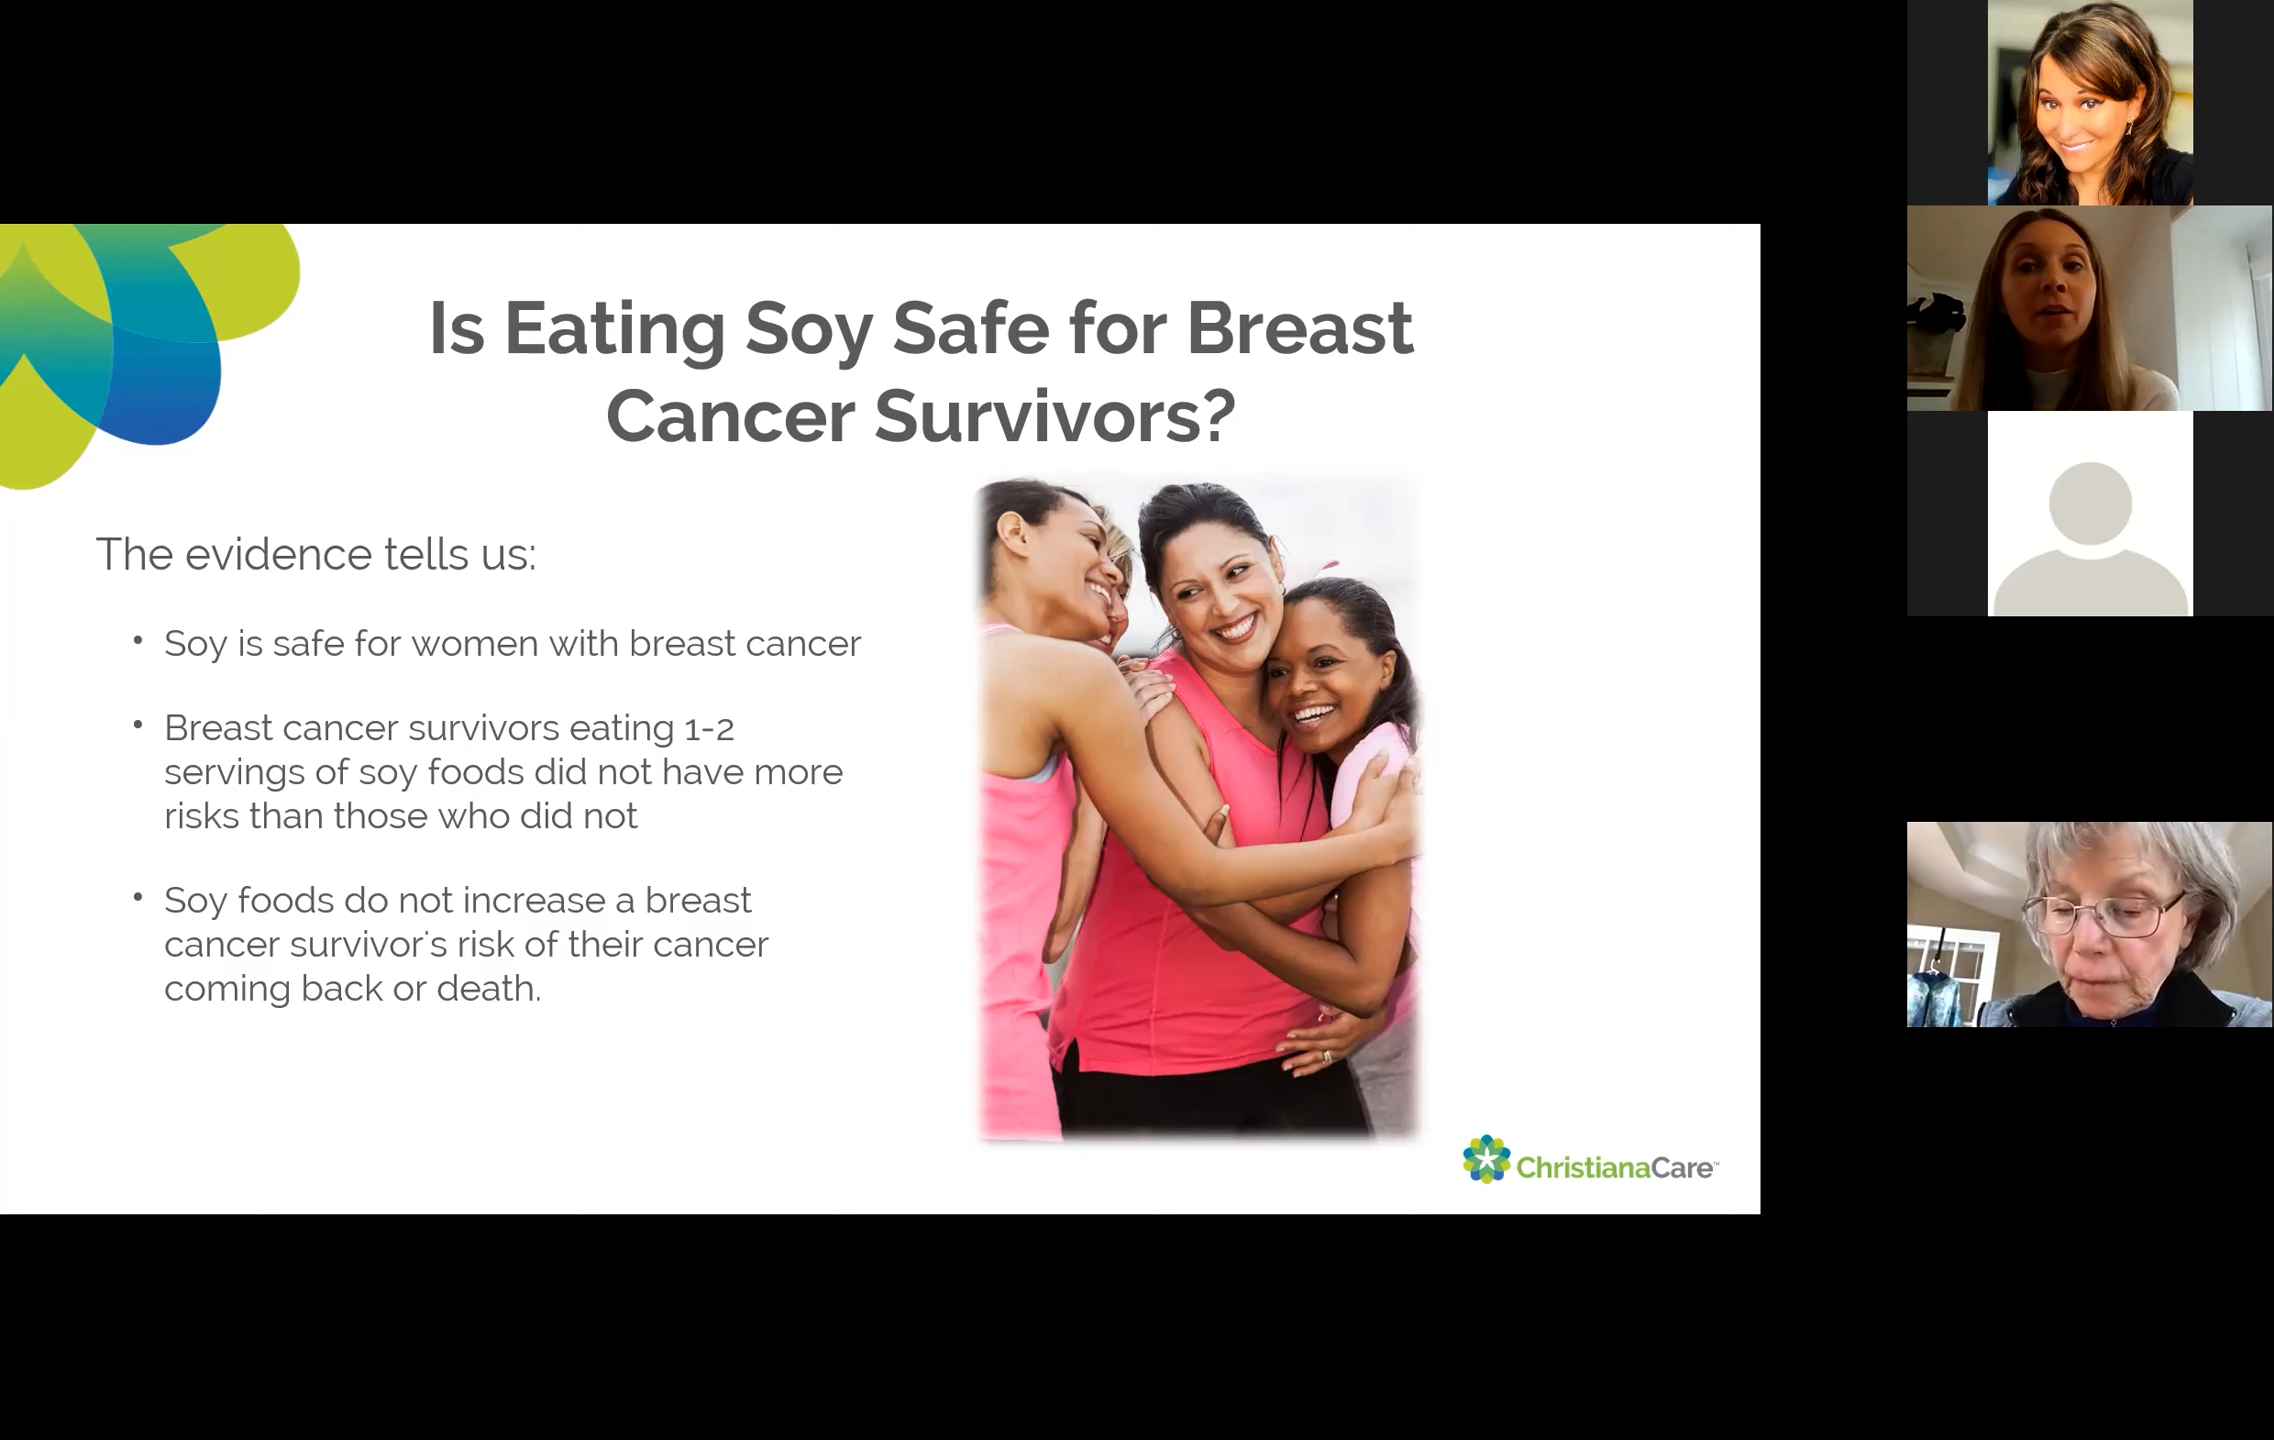 Is Eating Soy Safe for Breast
Cancer Survivors?
The evidence tells us:
• Soy is safe for women with breast cancer
• Breast cancer survivors eating 1-2
servings of soy foods did not have more
risks than those who did not
• Soy foods do not increase a breast
cancer survivor's risk of their cancer
coming back or death.
ChristianaCare™